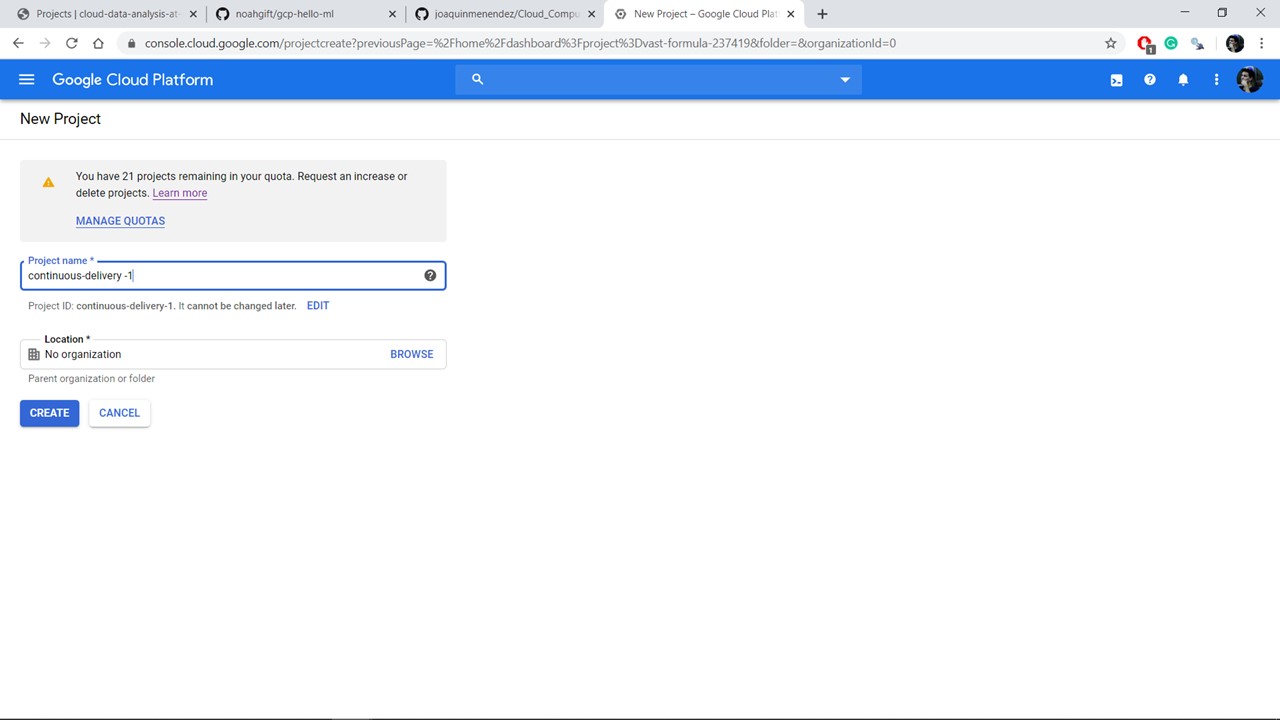 Projects | cloud-data-analysis-at-
noahgift/gcp-hello-ml
joaquinmenendez/Cloud_Compu
New Project – Google Cloud Plat
console.cloud.google.com/projectcreate?previousPage=%2Fhome%2Fdashboard%3Fproject%3Dvast-formula-237419&folder=&organizationId=0
1
Google Cloud Platform
New Project
You have 21 projects remaining in your quota. Request an increase or
delete projects. Learn more
MANAGE QUOTAS
Project name *
continuous-delivery -1
Project ID: continuous-delivery-1. It cannot be changed later. EDIT
Location *
No organization BROWSE
Parent organization or folder
CREATE CANCEL